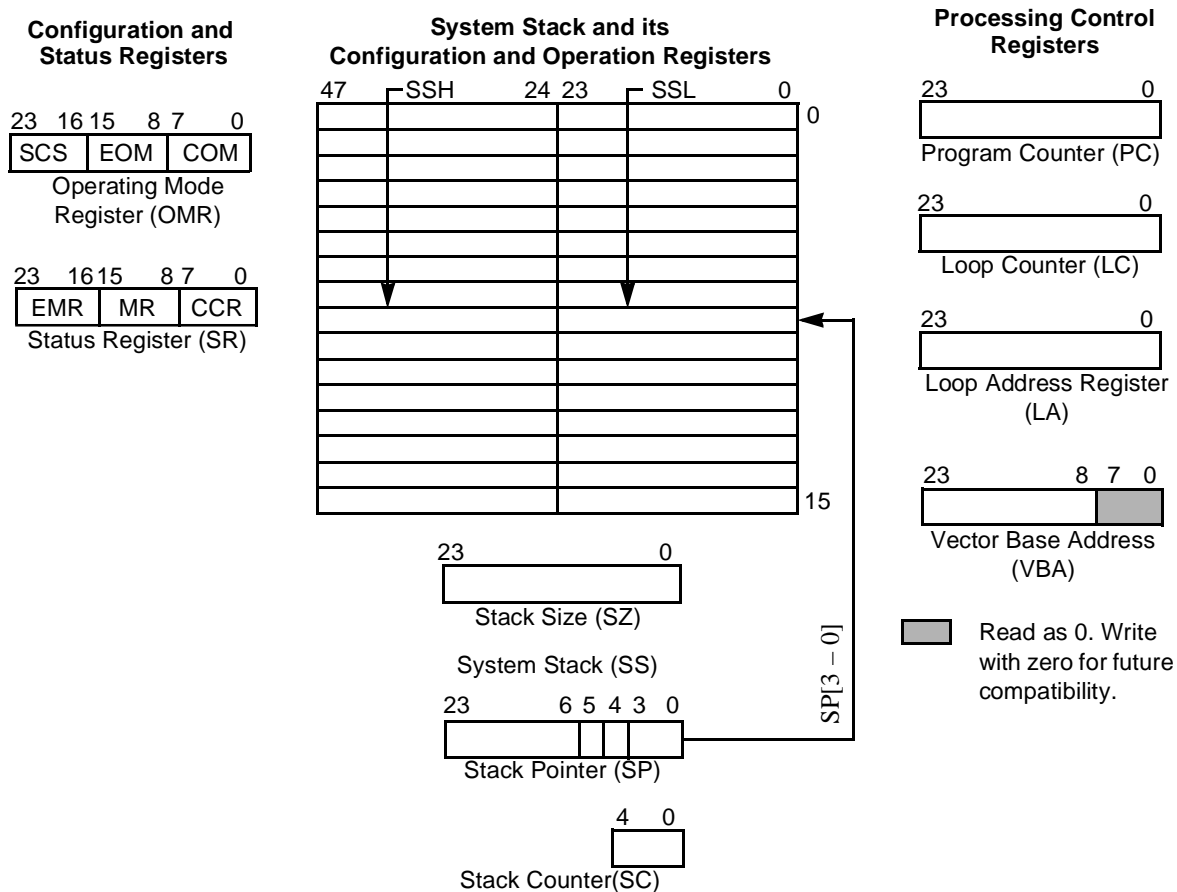 Configuration and
Status Registers
23 16 15 8 7 0
SCS EOM COM
Operating Mode
Register (OMR)
23 16 15 8 7 0
EMR MR CCR
Status Register (SR)
System Stack and its
Configuration and Operation Registers
47 SSH 24 23 SSL 0
0
15
23 0
Stack Size (SZ)
System Stack (SS)
23 6 5 4 3 0
Stack Pointer (SP)
SP[3 – 0]
4 0
Stack Counter(SC)
Processing Control
Registers
23 0
Program Counter (PC)
23 0
Loop Counter (LC)
23 0
Loop Address Register
(LA)
23 8 7 0
Vector Base Address
(VBA)
Read as 0. Write
with zero for future
compatibility.